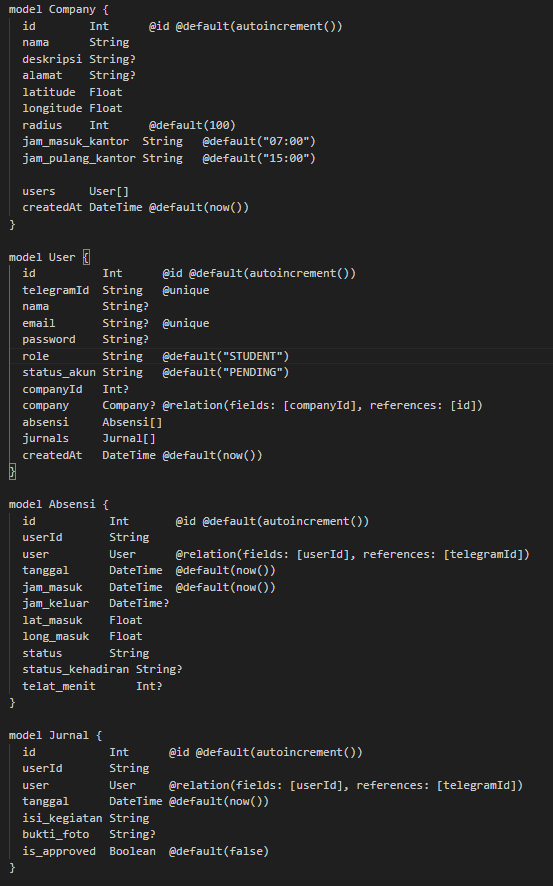 model Company {
  id        Int      @id @default(autoincrement())
  nama      String
  deskripsi String?
  alamat    String?
  latitude  Float
  longitude Float
  radius    Int      @default(100)
  jam_masuk_kantor  String   @default("07:00")
  jam_pulang_kantor String   @default("15:00")

  users     User[]
  createdAt DateTime @default(now())
}

model User {
  id          Int      @id @default(autoincrement())
  telegramId  String   @unique
  nama        String?
  email       String?  @unique
  password    String?
  role        String   @default("STUDENT")
  status_akun String   @default("PENDING")
  companyId   Int?
  company     Company? @relation(fields: [companyId], references: [id])
  absensi     Absensi[]
  jurnals     Jurnal[]
  createdAt   DateTime @default(now())
}

model Absensi {
  id           Int       @id @default(autoincrement())
  userId       String
  user         User      @relation(fields: [userId], references: [telegramId])
  tanggal      DateTime  @default(now())
  jam_masuk    DateTime  @default(now())
  jam_keluar   DateTime?
  lat_masuk    Float
  long_masuk   Float
  status       String
  status_kehadiran String?
  telat_menit      Int?
}

model Jurnal {
  id           Int      @id @default(autoincrement())
  userId       String
  user         User     @relation(fields: [userId], references: [telegramId])
  tanggal      DateTime @default(now())
  isi_kegiatan String
  bukti_foto   String?
  is_approved  Boolean  @default(false)
}